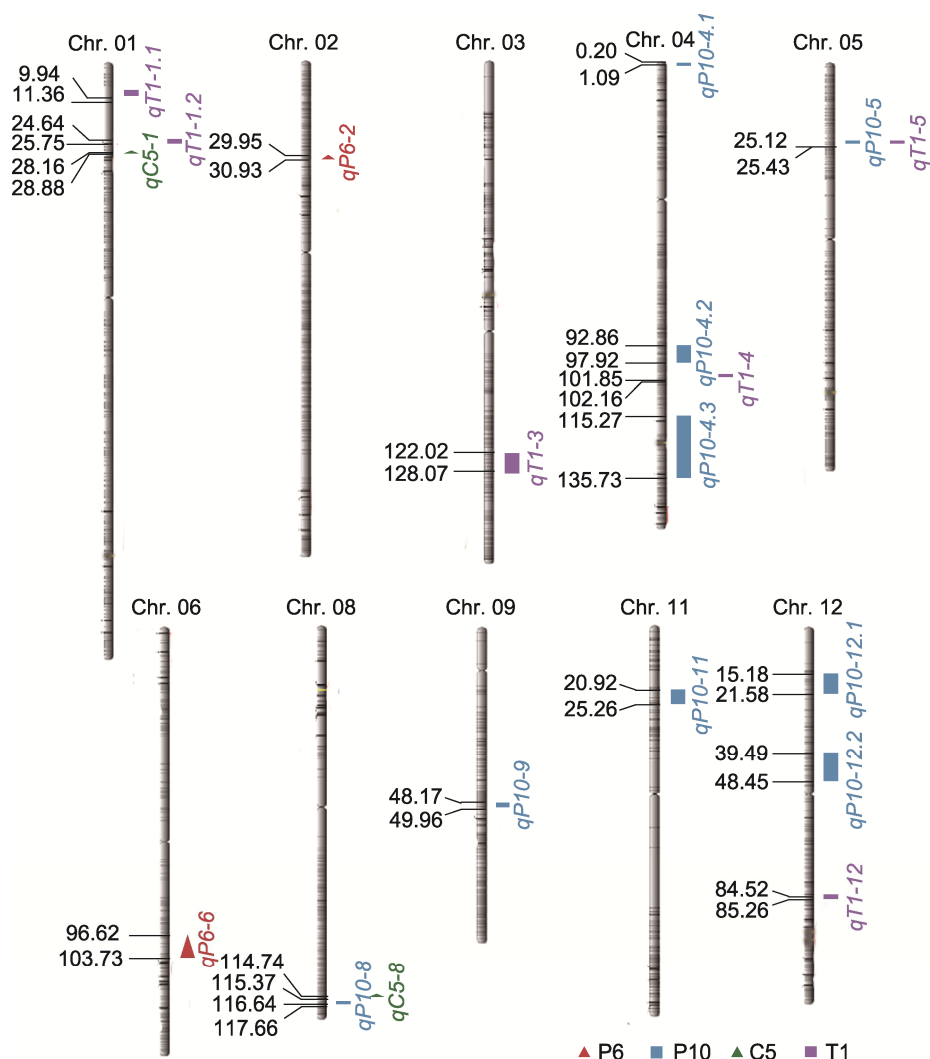 Chr. 01
9.94
11.36
24.64
25.75
28.16
28.88
qT1-1.1
qT1-1.2
qC5-1
Chr. 02
29.95
30.93
qP6-2
Chr. 03
122.02
128.07
qT1-3
Chr. 04
0.20
1.09
92.86
97.92
101.85
102.16
115.27
135.73
qP10-4.1
qP10-4.2
qT1-4
qP10-4.3
Chr. 05
25.12
25.43
qP10-5
qT1-5
Chr. 06
96.62
103.73
qP6-6
Chr. 08
114.74
115.37
116.64
117.66
qP10-8
qC5-8
Chr. 09
48.17
49.96
qP10-9
Chr. 11
20.92
25.26
qP10-11
Chr. 12
15.18
21.58
39.49
48.45
84.52
85.26
qP10-12.1
qP10-12.2
qT1-12
P6 P10 C5 T1